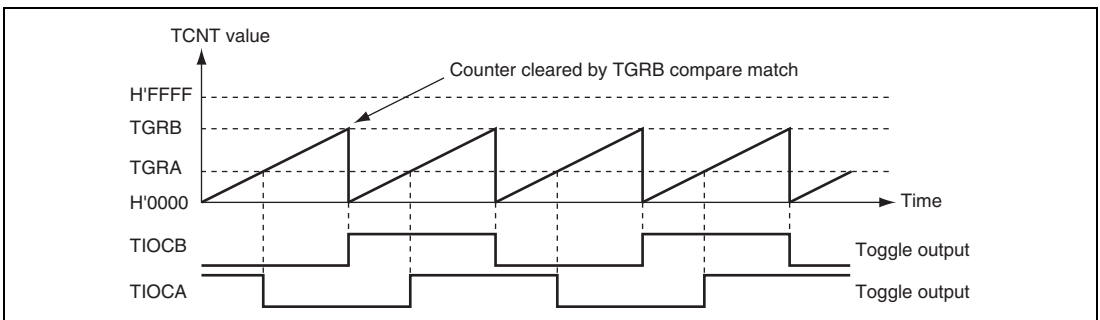 TCNT value
Counter cleared by TGRB compare match
H'FFFF
TGRB
TGRA
H'0000
Time
TIOCB
Toggle output
TIOCA
Toggle output